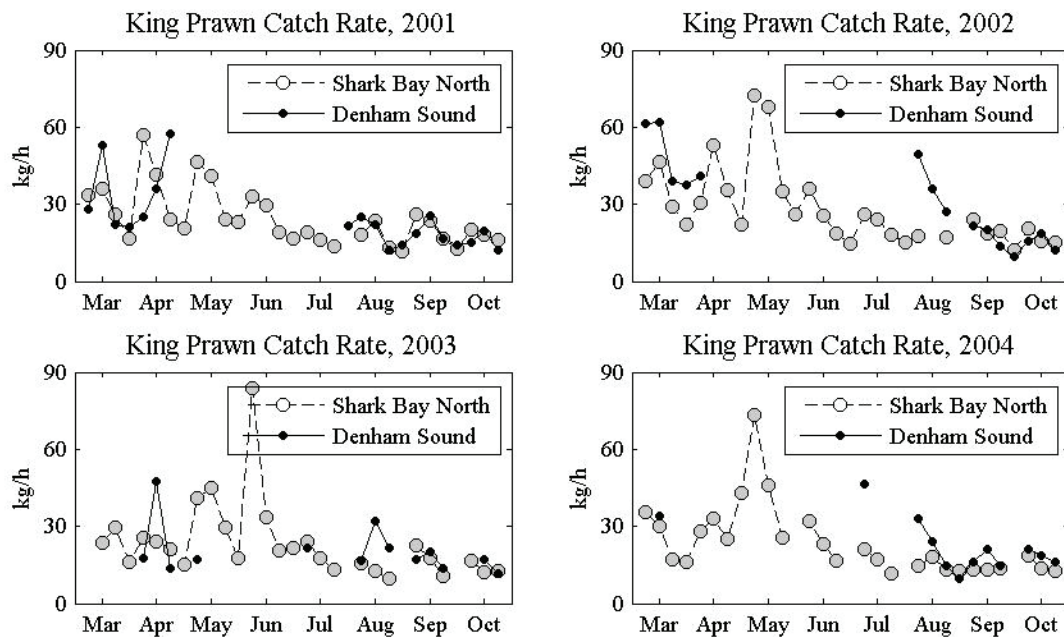 King Prawn Catch Rate, 2001
90
60
30
0
kg/h
Shark Bay North
Denham Sound
Mar Apr May Jun Jul Aug Sep Oct
King Prawn Catch Rate, 2002
90
60
30
0
kg/h
Shark Bay North
Denham Sound
Mar Apr May Jun Jul Aug Sep Oct
King Prawn Catch Rate, 2003
90
60
30
0
kg/h
Shark Bay North
Denham Sound
Mar Apr May Jun Jul Aug Sep Oct
King Prawn Catch Rate, 2004
90
60
30
0
kg/h
Shark Bay North
Denham Sound
Mar Apr May Jun Jul Aug Sep Oct